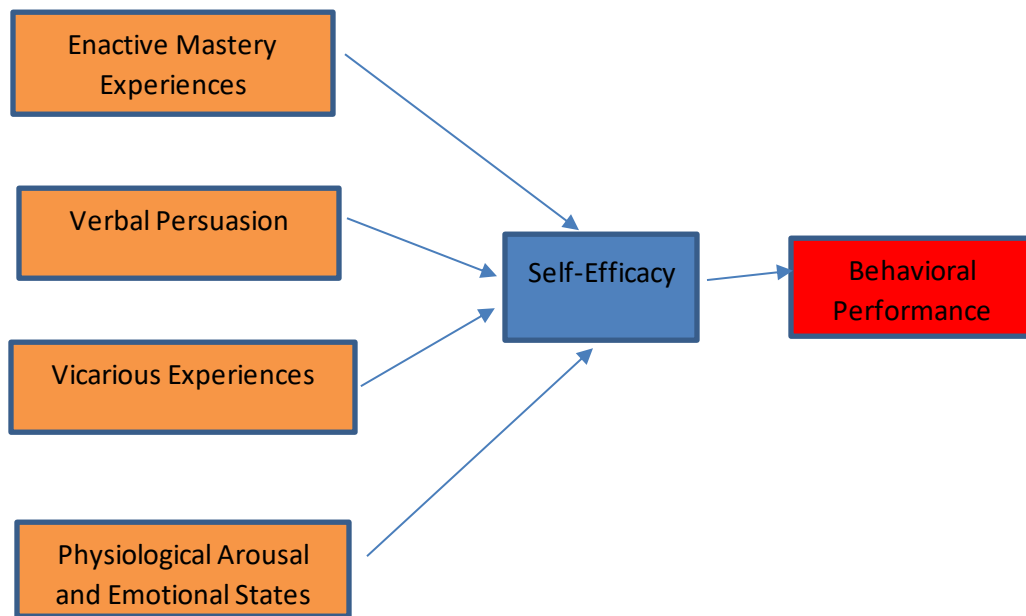 Enactive Mastery
Experiences
Verbal Persuasion
Self-Efficacy
Behavioral
Performance
Vicarious Experiences
Physiological Arousal
and Emotional States